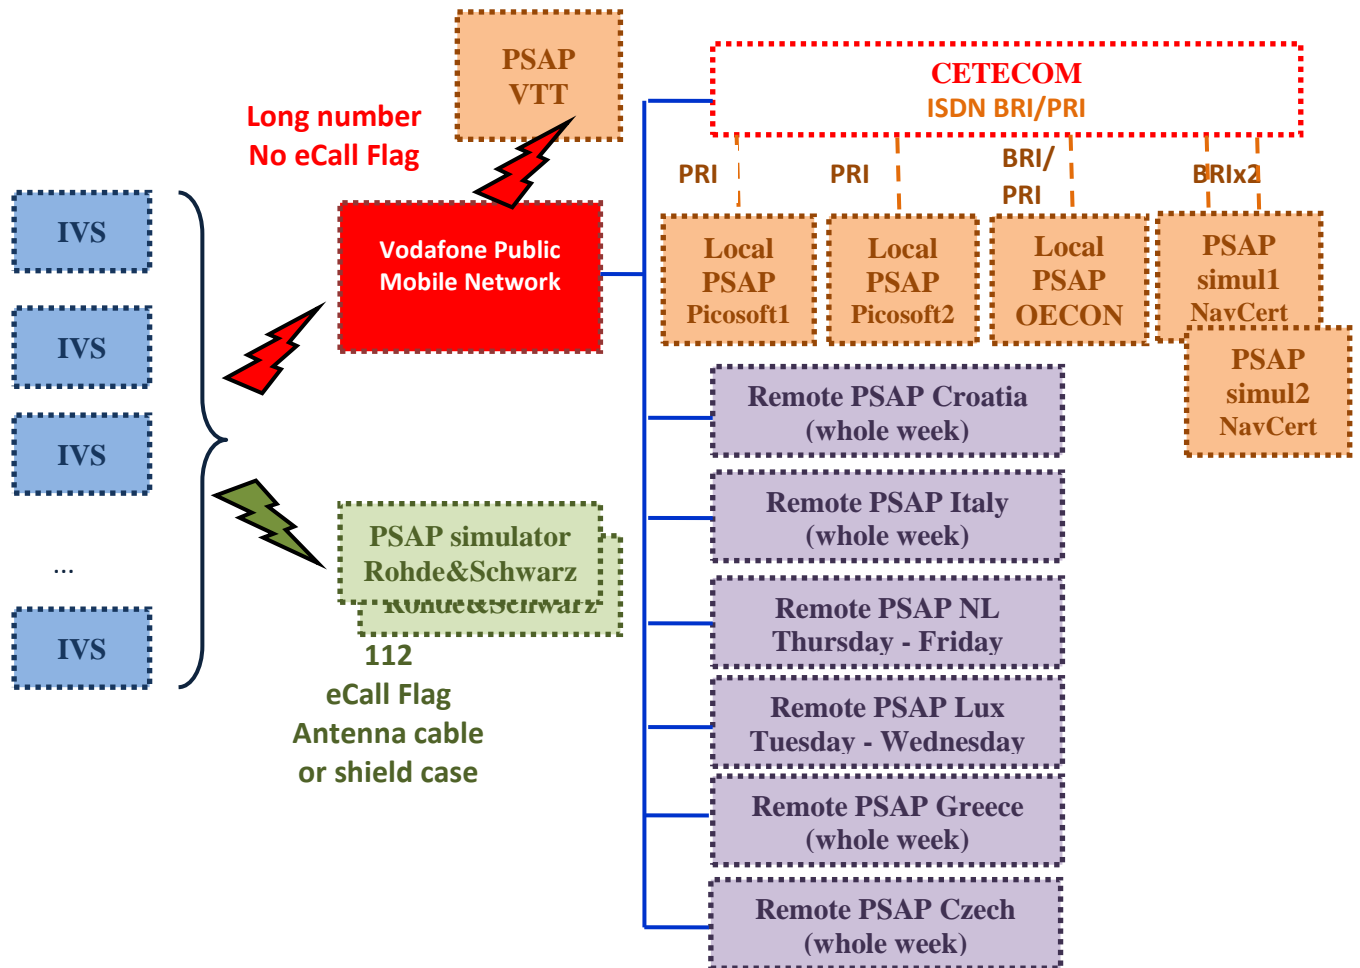 PSAP
VTT
CETECOM
ISDN BRI/PRI
Long number
No eCall Flag
PRI
PRI
BRI/
PRI
BRIx2
IVS
IVS
IVS
...
IVS
Vodafone Public
Mobile Network
Local
PSAP
Picosoft1
Local
PSAP
Picosoft2
Local
PSAP
OECON
PSAP
simul1
NavCert
PSAP
simul2
NavCert
Remote PSAP Croatia
(whole week)
Remote PSAP Italy
(whole week)
Remote PSAP NL
Thursday - Friday
Remote PSAP Lux
Tuesday - Wednesday
Remote PSAP Greece
(whole week)
Remote PSAP Czech
(whole week)
PSAP simulator
Rohde&Schwarz
Rohde&Schwarz
112
eCall Flag
Antenna cable
or shield case